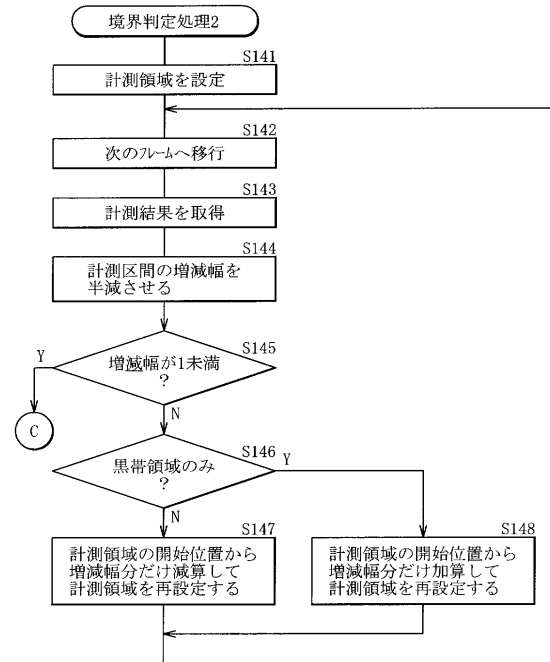 境界判定処理2
S141
計測領域を設定
S142
次のフレームへ移行
S143
計測結果を取得
S144
計測区間の増減幅を
半減させる
S145
増減幅が1未満
?
Y
N
C
S146
黒帯領域のみ
?
Y
N
S147
計測領域の開始位置から
増減幅分だけ減算して
計測領域を再設定する
S148
計測領域の開始位置から
増減幅分だけ加算して
計測領域を再設定する